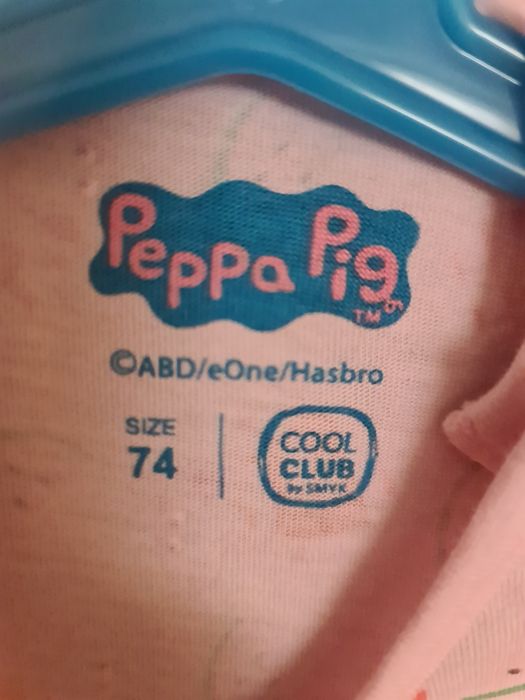 Peppa Pig
TM
©ABD/eOne/Hasbro
SIZE
74
COOL
CLUB
by SMYK